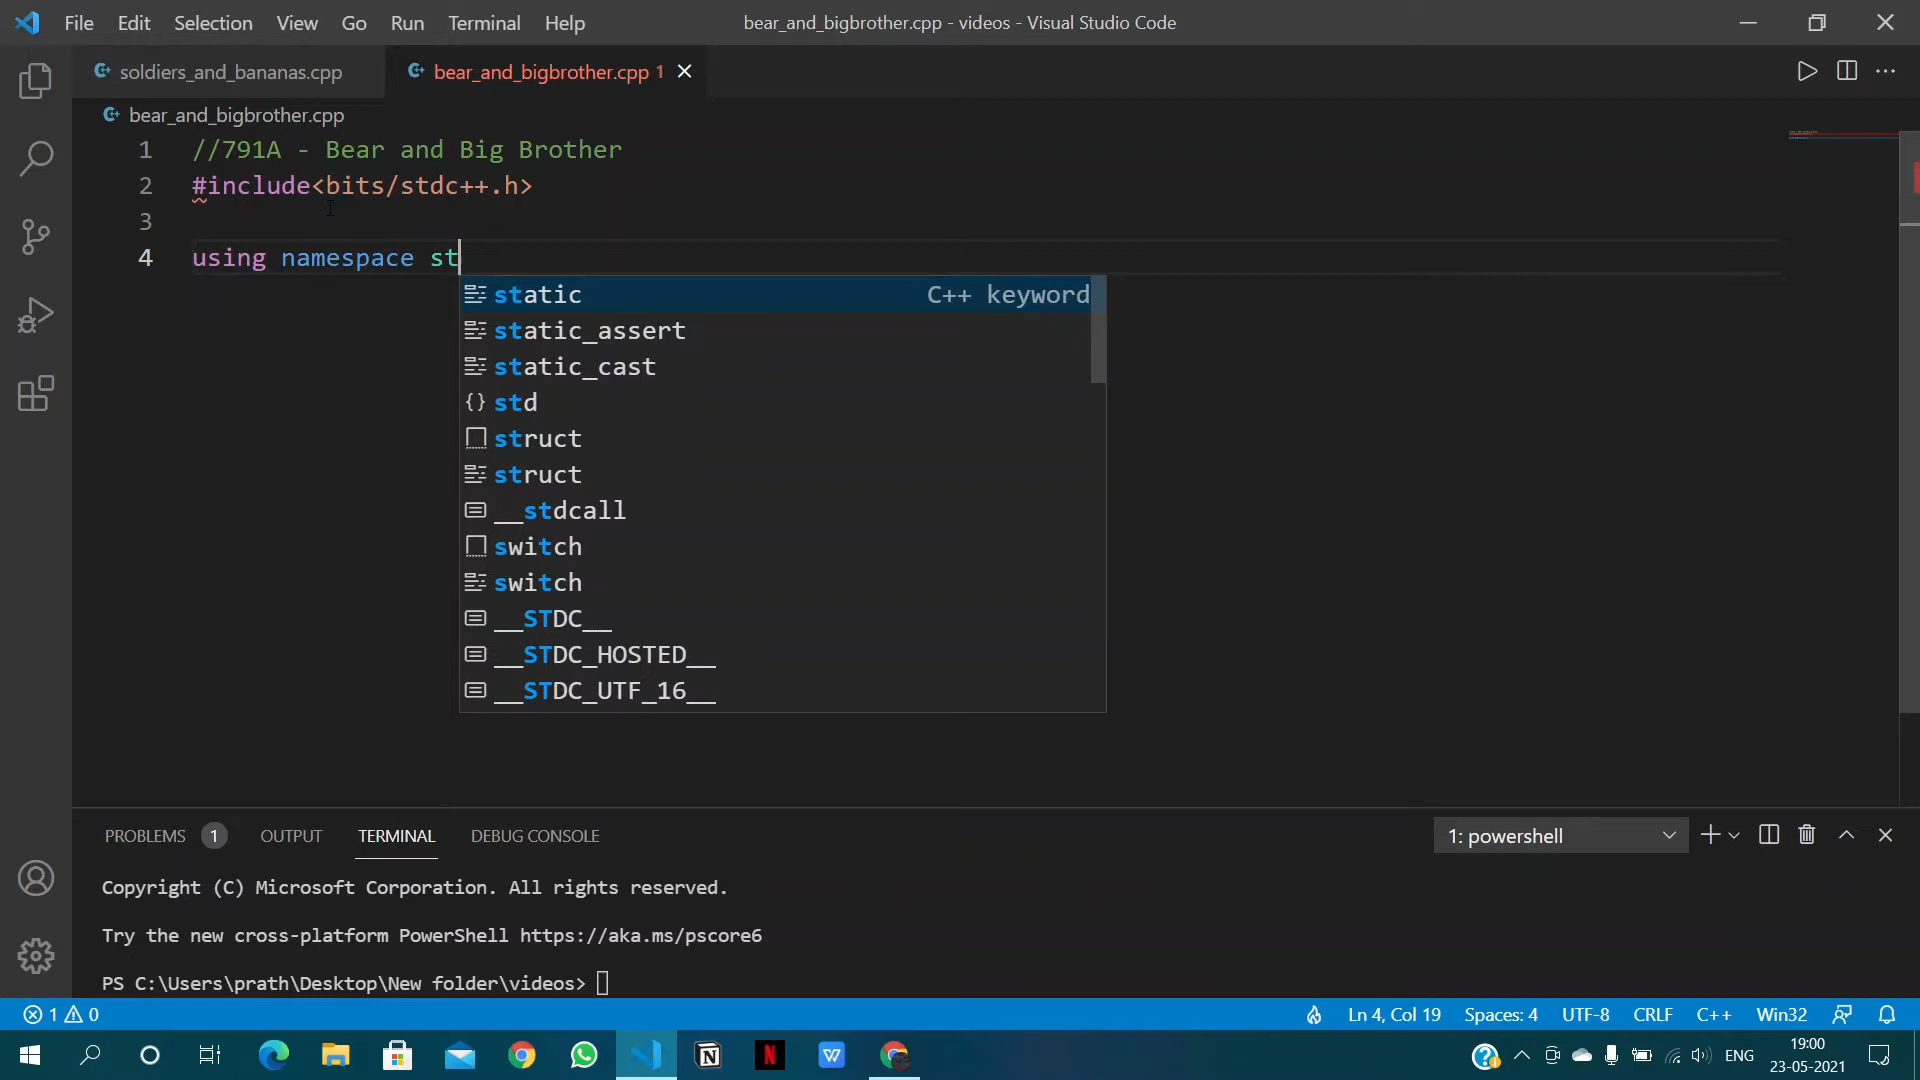 File Edit Selection View Go Run Terminal Help
bear_and_bigbrother.cpp - videos - Visual Studio Code
soldiers_and_bananas.cpp
bear_and_bigbrother.cpp 1
bear_and_bigbrother.cpp
1 //791A - Bear and Big Brother
2 #include<bits/stdc++.h>
3
4 using namespace st
static C++ keyword
static_assert
static_cast
std
struct
struct
__stdcall
switch
switch
__STDC__
__STDC_HOSTED__
__STDC_UTF_16__
PROBLEMS 1 OUTPUT TERMINAL DEBUG CONSOLE
1: powershell
Copyright (C) Microsoft Corporation. All rights reserved.
Try the new cross-platform PowerShell https://aka.ms/pscore6
PS C:\Users\prath\Desktop\New folder\videos>
1 0
Ln 4, Col 19 Spaces: 4 UTF-8 CRLF C++ Win32
ENG
19:00
23-05-2021